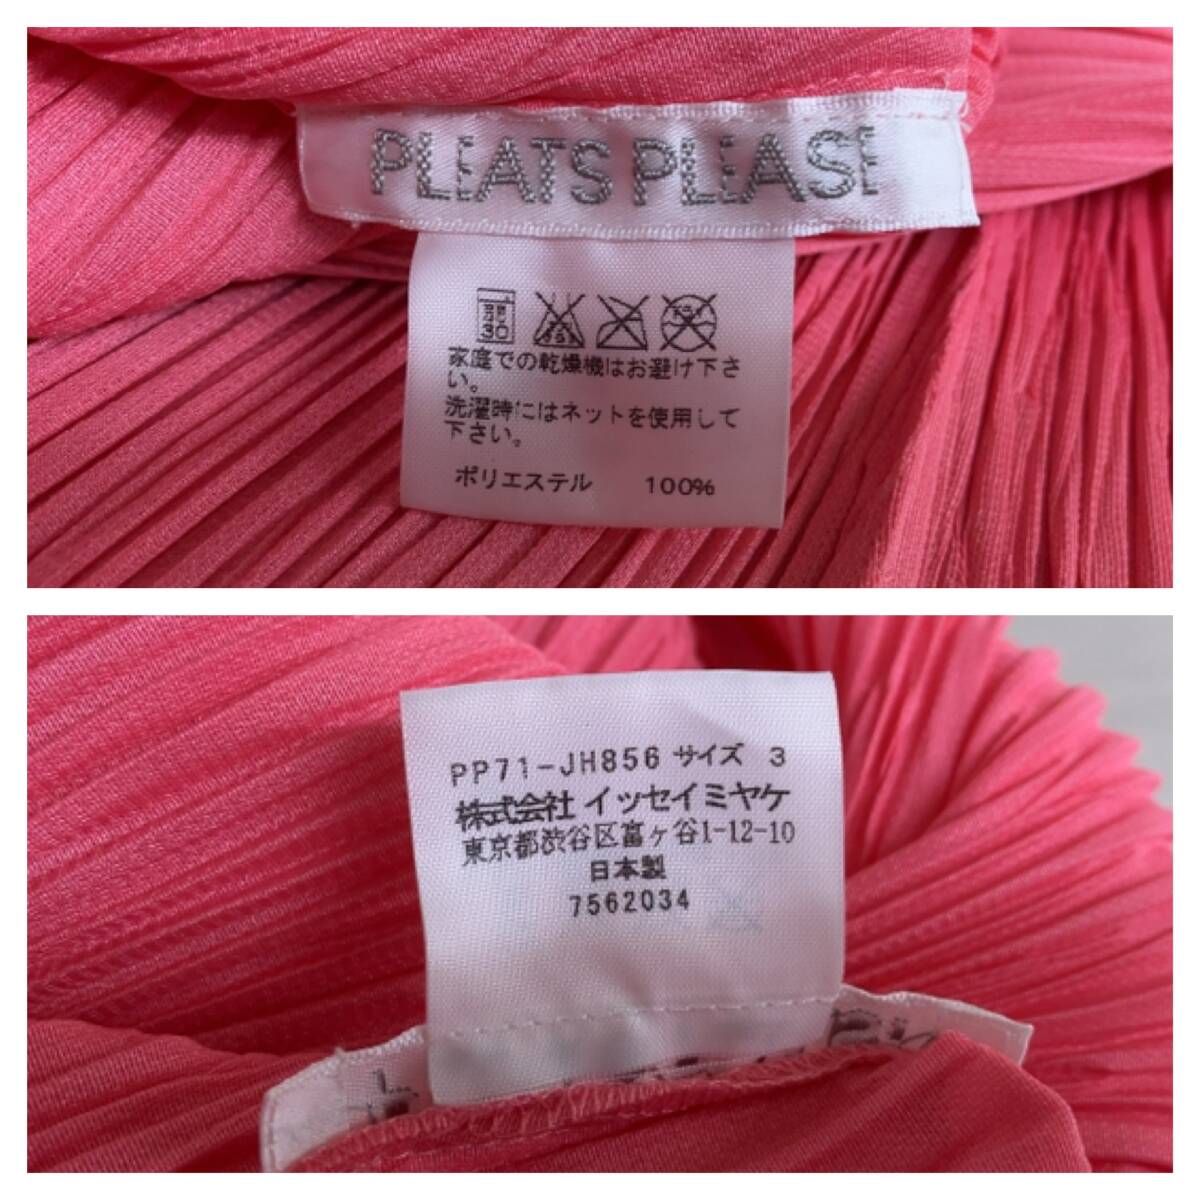 PLEATS PLEASE
30
家庭での乾燥機はお避け下さ
い。
洗濯時にはネットを使用して
下さい。
ポリエステル 100%
PP71-JH856 サイズ 3
株式会社 イッセイミヤケ
東京都渋谷区富ヶ谷1-12-10
日本製
7562034